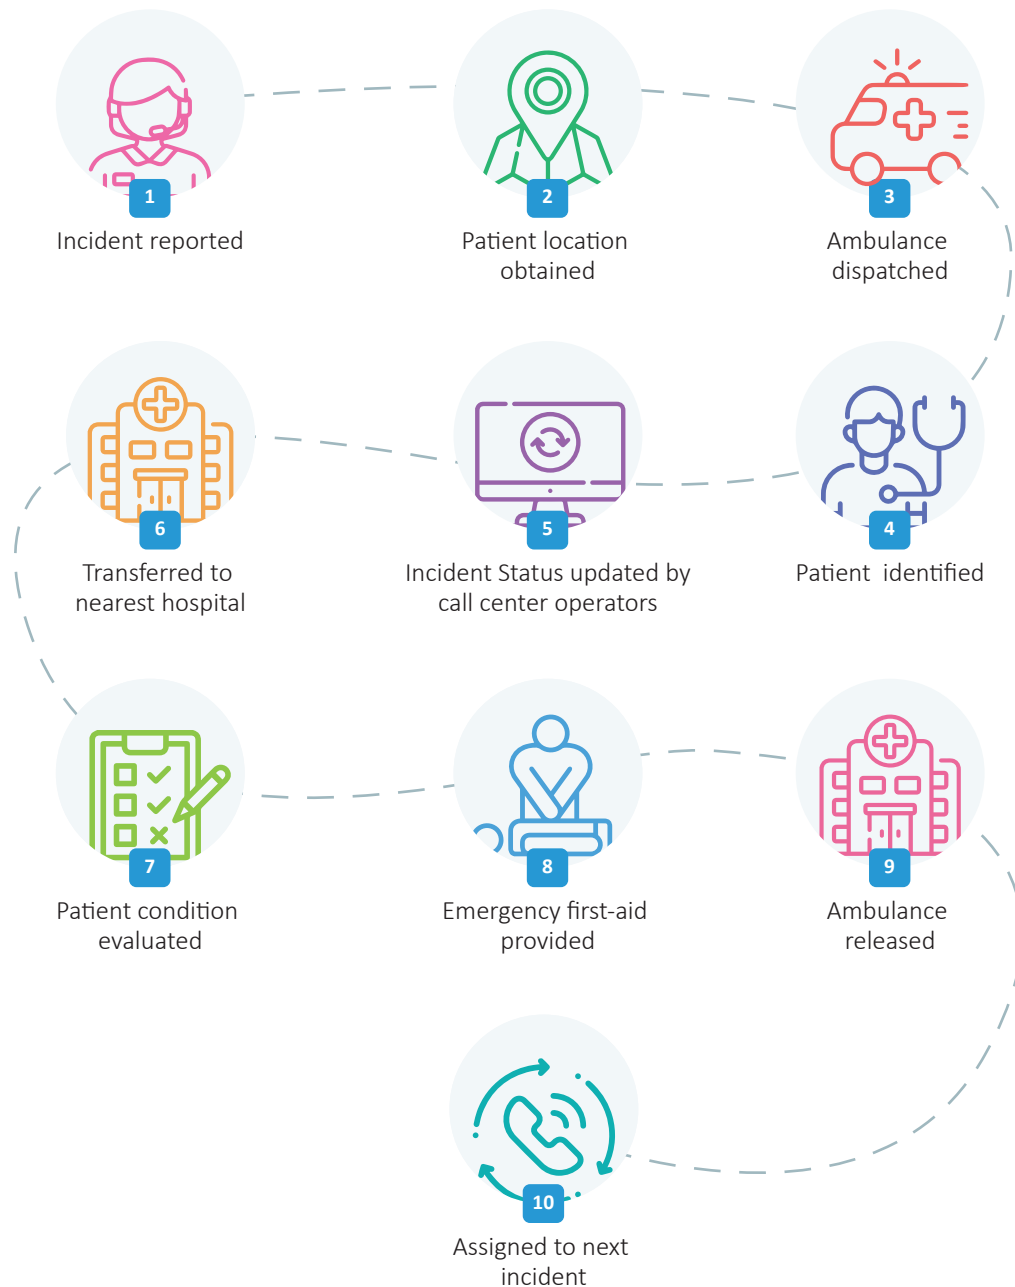 1
Incident reported
2
Patient location
obtained
3
Ambulance
dispatched
4
Patient  identified
5
Incident Status updated by
call center operators
6
Transferred to
nearest hospital
7
Patient condition
evaluated
8
Emergency first-aid
provided
9
Ambulance
released
10
Assigned to next
incident